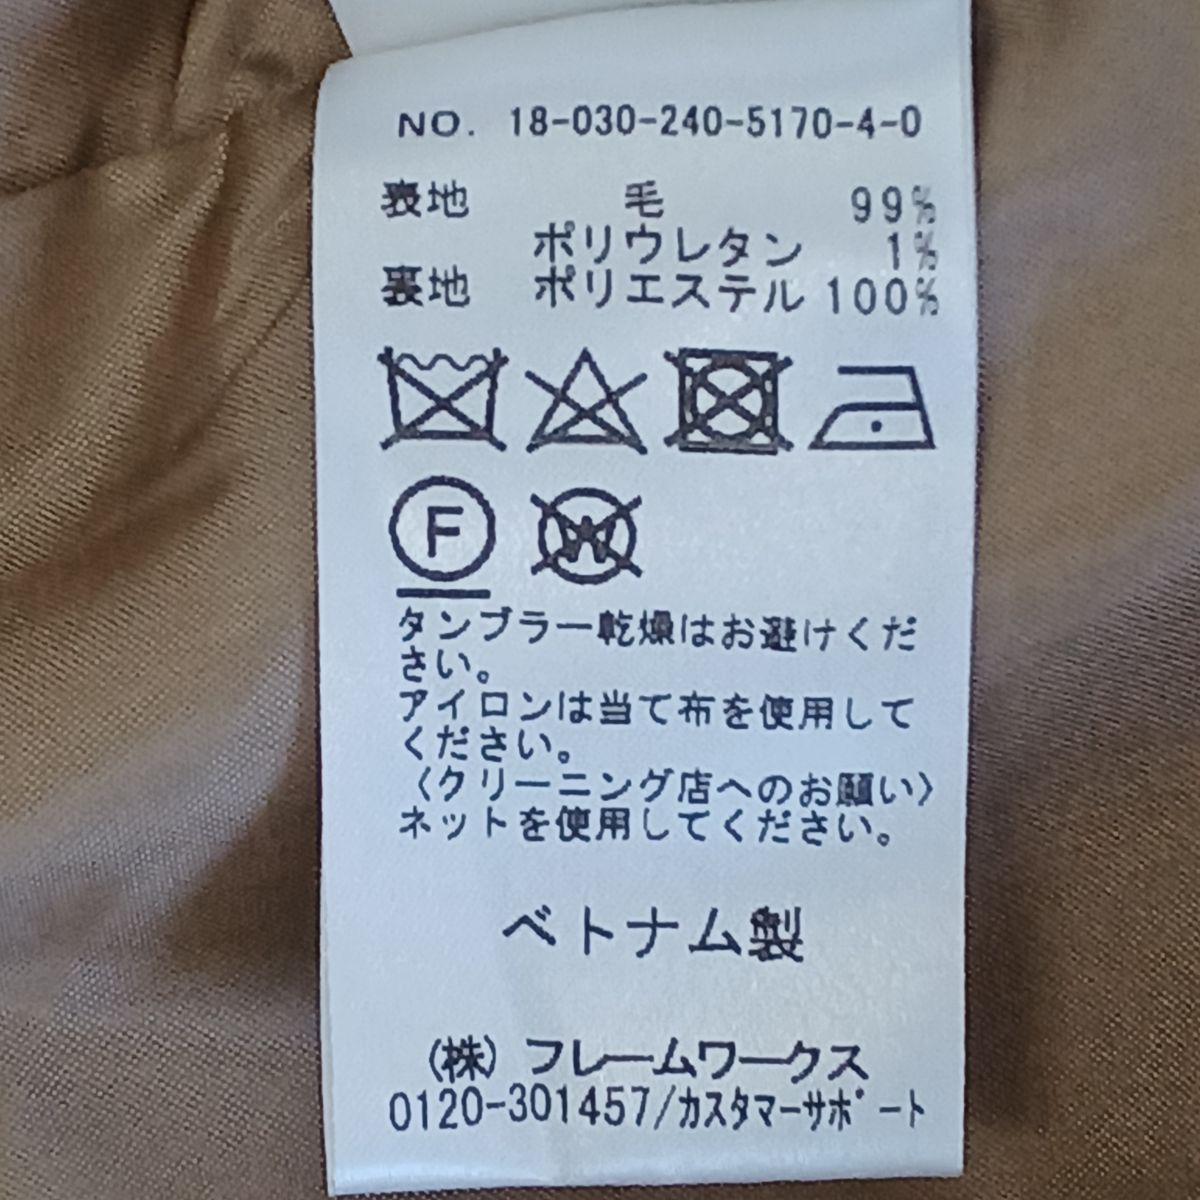 NO. 18-030-240-5170-4-0
表地 毛 99%
ポリウレタン 1%
裏地 ポリエステル 100%
F W
タンブラー乾燥はお避けくだ
さい。
アイロンは当て布を使用して
ください。
〈クリーニング店へのお願い〉
ネットを使用してください。
ベトナム製
(株)フレームワークス
0120-301457/カスタマーサポート